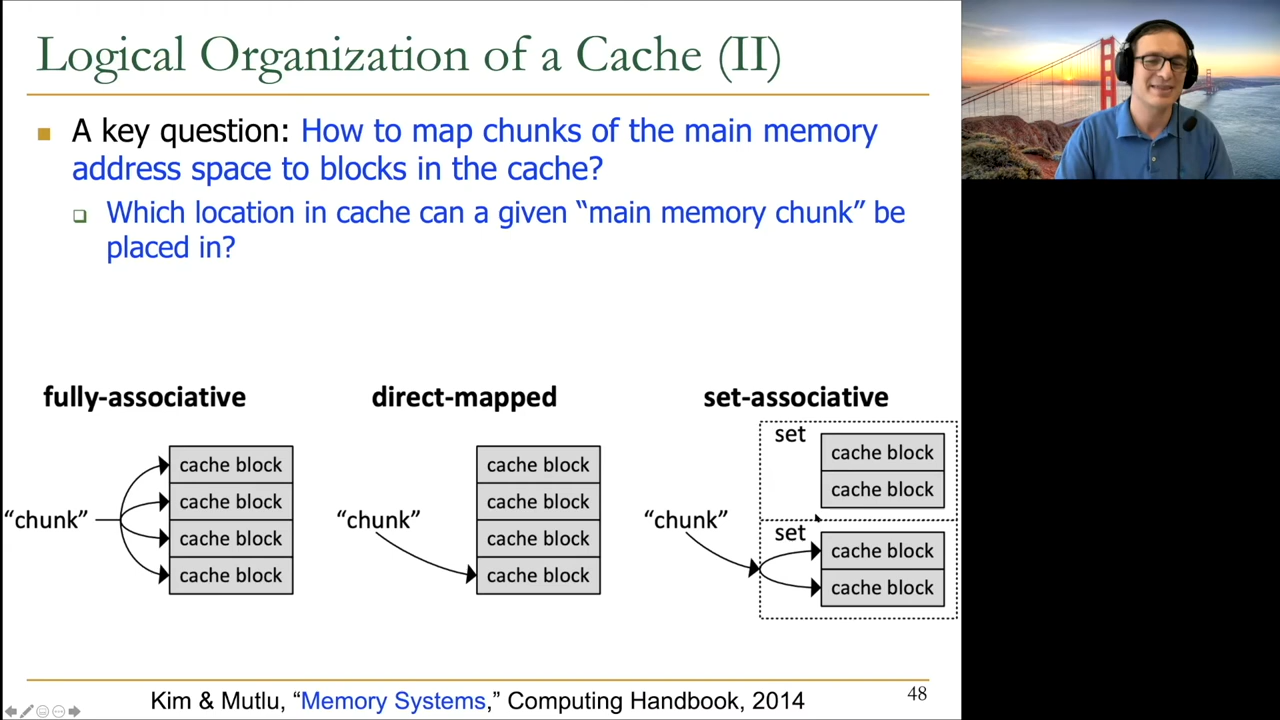 Logical Organization of a Cache (II)
A key question: How to map chunks of the main memory
address space to blocks in the cache?
Which location in cache can a given “main memory chunk” be
placed in?
fully-associative
“chunk”
cache block
cache block
cache block
cache block
direct-mapped
“chunk”
cache block
cache block
cache block
cache block
set-associative
“chunk”
set
cache block
cache block
set
cache block
cache block
Kim & Mutlu, “Memory Systems,” Computing Handbook, 2014
48